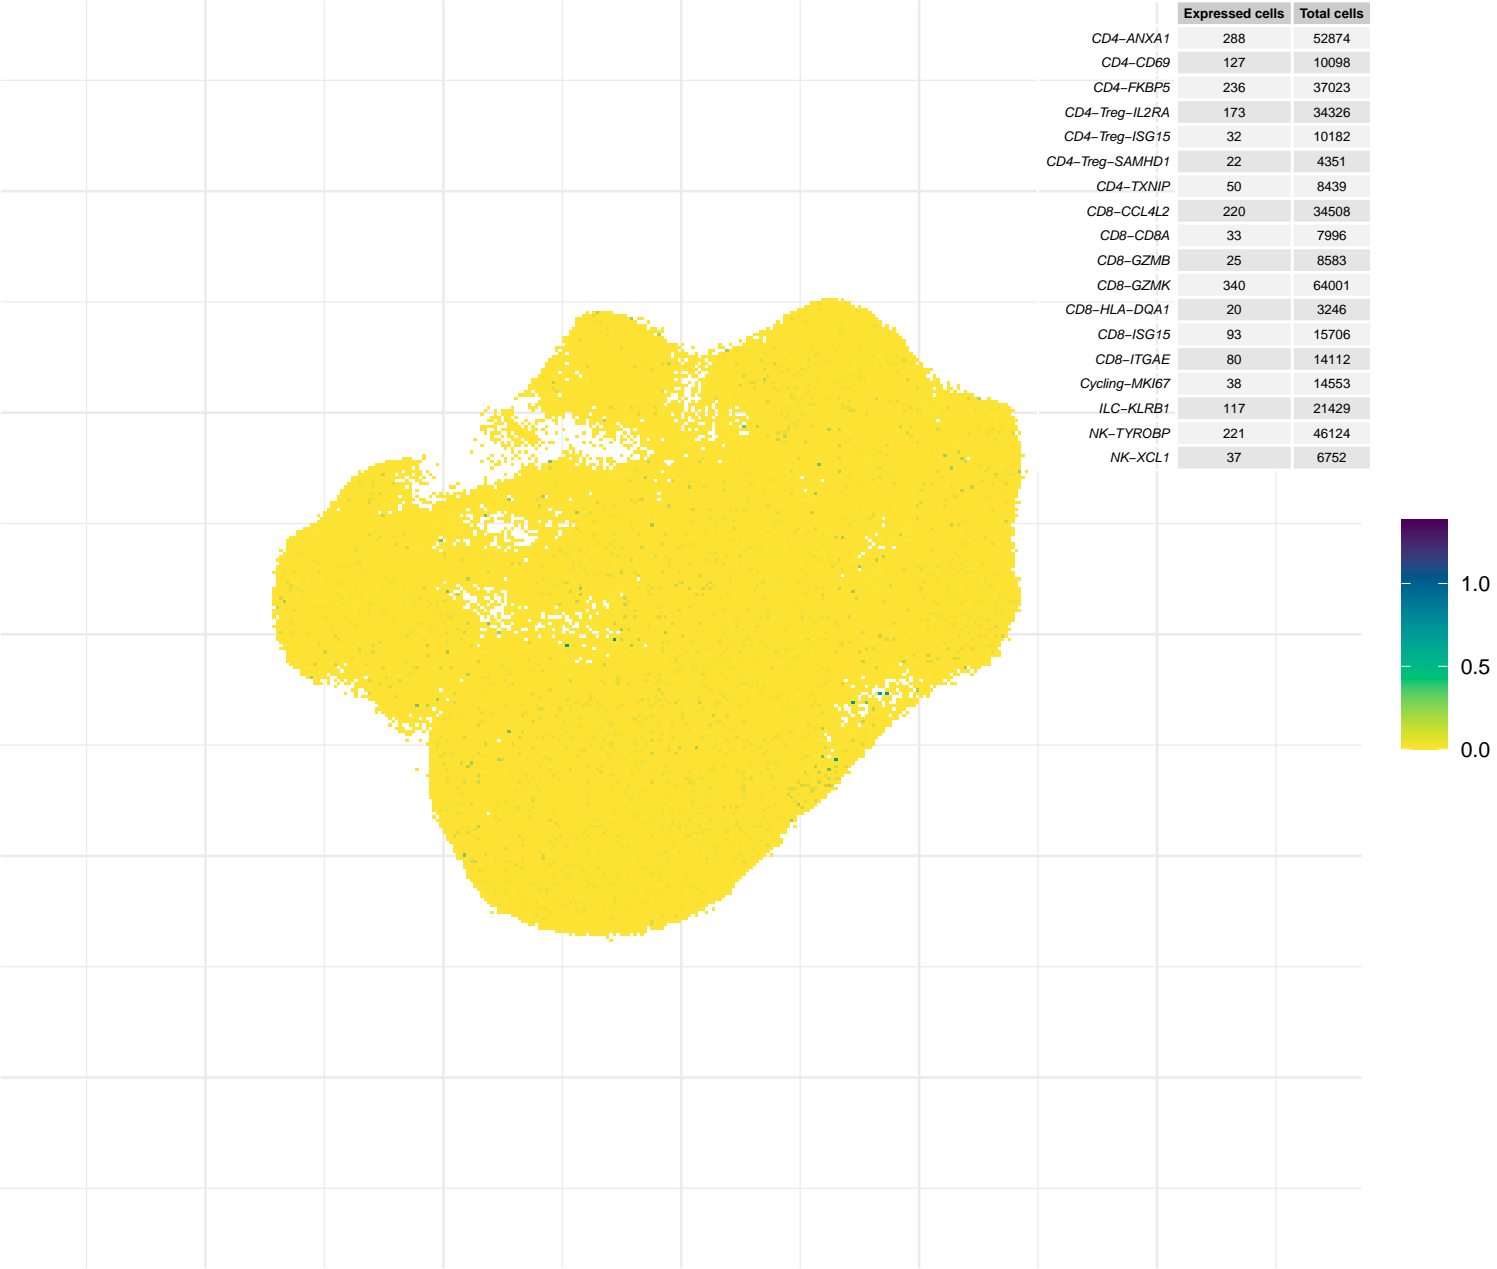 Expressed cells Total cells
CD4−ANXA1 288 52874
CD4−CD69 127 10098
CD4−FKBP5 236 37023
CD4−Treg−IL2RA 173 34326
CD4−Treg−ISG15 32 10182
CD4−Treg−SAMHD1 22 4351
CD4−TXNIP 50 8439
CD8−CCL4L2 220 34508
CD8−CD8A 33 7996
CD8−GZMB 25 8583
CD8−GZMK 340 64001
CD8−HLA−DQA1 20 3246
CD8−ISG15 93 15706
CD8−ITGAE 80 14112
Cycling−MKI67 38 14553
ILC−KLRB1 117 21429
NK−TYROBP 221 46124
NK−XCL1 37 6752
1.0
0.5
0.0